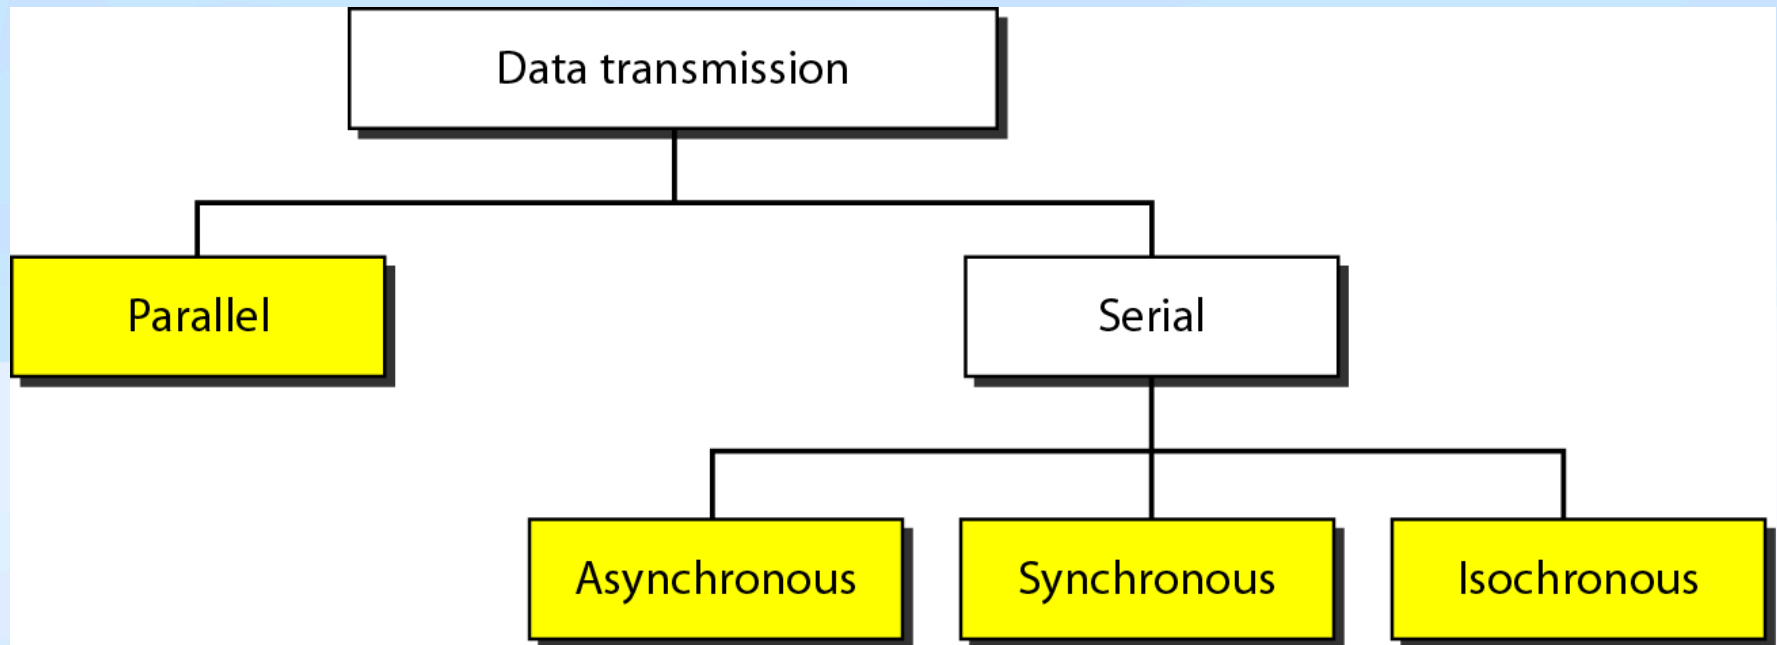 Data transmission
Parallel
Serial
Asynchronous
Synchronous
Isochronous